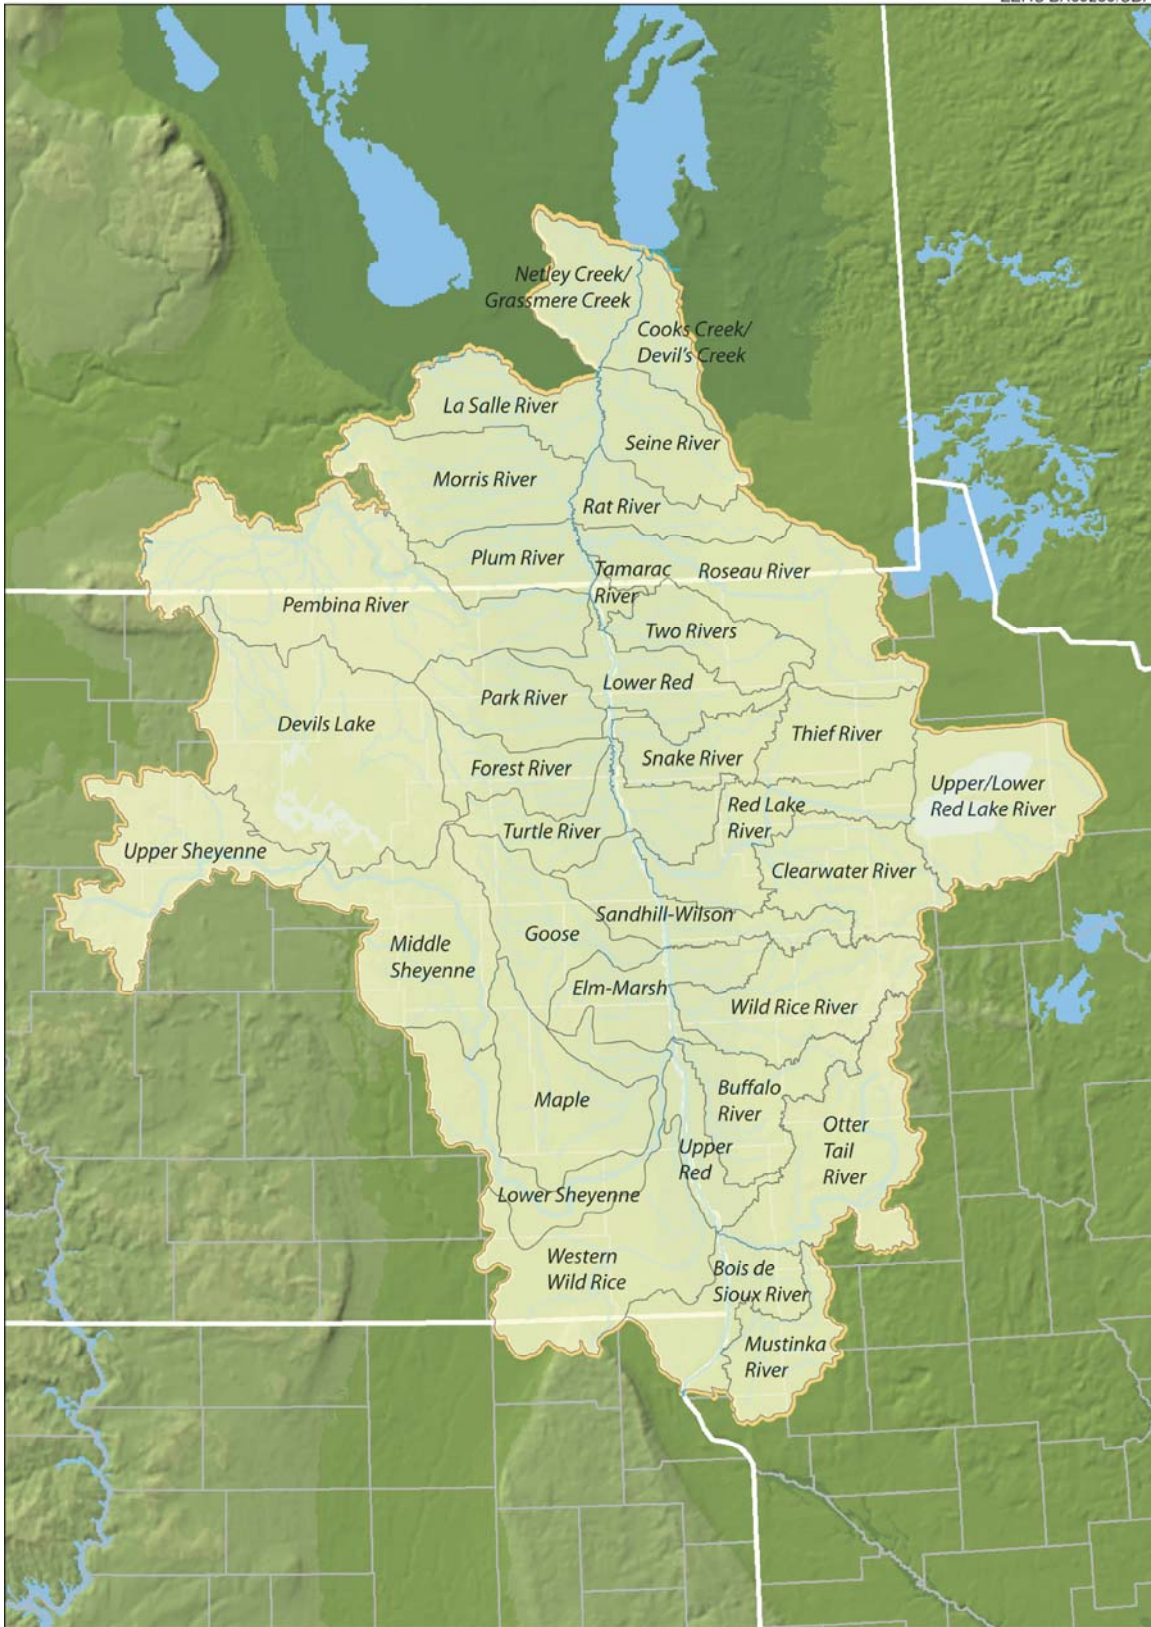 Netley Creek/
Grassmere Creek
Cooks Creek/
Devil's Creek
La Salle River
Seine River
Morris River
Rat River
Plum River
Tamarac
River
Roseau River
Pembina River
Two Rivers
Lower Red
Park River
Devils Lake
Thief River
Snake River
Forest River
Upper/Lower
Red Lake River
Red Lake
River
Turtle River
Upper Sheyenne
Clearwater River
Sandhill-Wilson
Goose
Middle
Sheyenne
Elm-Marsh
Wild Rice River
Buffalo
River
Maple
Otter
Tail
River
Upper
Red
Lower Sheyenne
Western
Wild Rice
Bois de
Sioux River
Mustinka
River